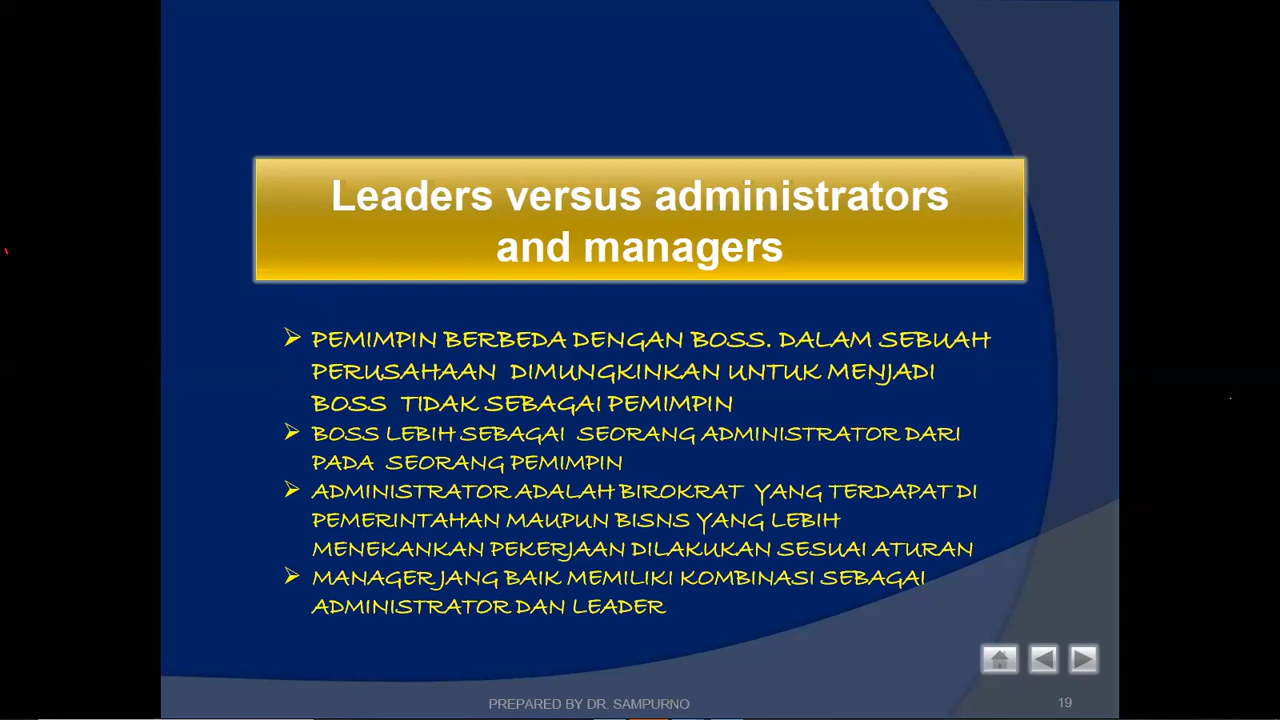 Leaders versus administrators
and managers
PEMIMPIN BERBEDA DENGAN BOSS. DALAM SEBUAH
PERUSAHAAN DIMUNGKINKAN UNTUK MENJADI
BOSS TIDAK SEBAGAI PEMIMPIN
BOSS LEBIH SEBAGAI SEORANG ADMINISTRATOR DARI
PADA SEORANG PEMIMPIN
ADMINISTRATOR ADALAH BIROKRAT YANG TERDAPAT DI
PEMERINTAHAN MAUPUN BISNS YANG LEBIH
MENEKANKAN PEKERJAAN DILAKUKAN SESUAI ATURAN
MANAGER JANG BAIK MEMILIKI KOMBINASI SEBAGAI
ADMINISTRATOR DAN LEADER
PREPARED BY DR. SAMPURNO
19